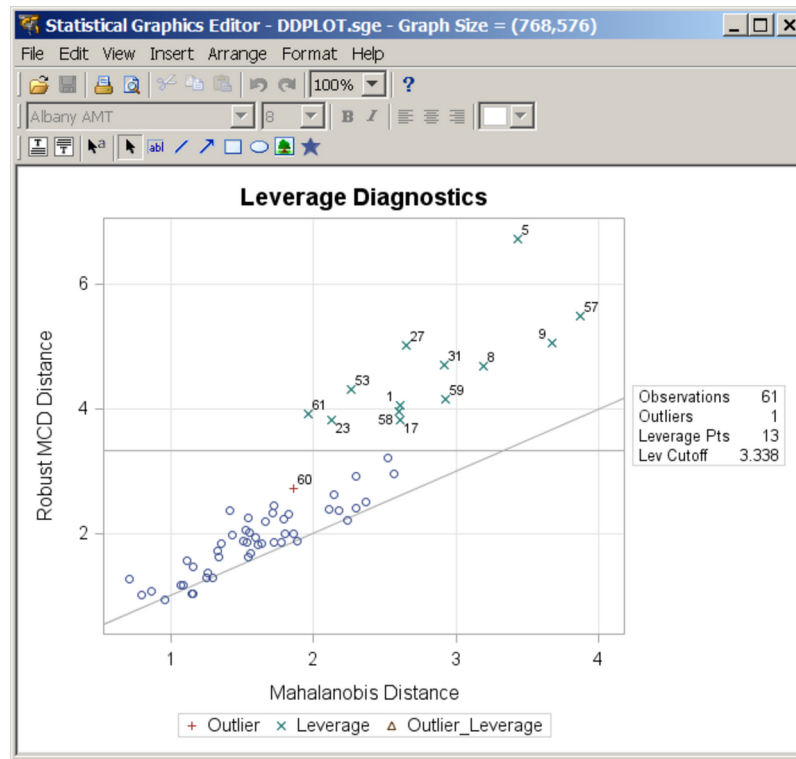 Statistical Graphics Editor - DDPLOT.sge - Graph Size = (768,576)
File Edit View Insert Arrange Format Help
100% ?
Albany AMT 8 B I
T T a abl
Leverage Diagnostics
5
6
57
27
9
31
8
53
59
1
61
4
23
58
17
Observations 61
Outliers 1
Leverage Pts 13
Lev Cutoff 3.338
60
2
Robust MCD Distance
1 2 3 4
Mahalanobis Distance
+ Outlier × Leverage △ Outlier_Leverage